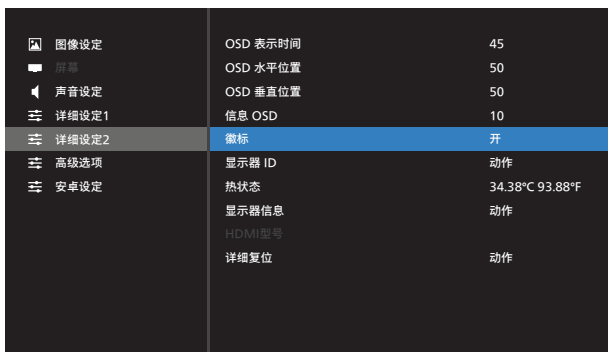 图像设定
屏幕
声音设定
详细设定1
详细设定2
高级选项
安卓设定
OSD 表示时间 45
OSD 水平位置 50
OSD 垂直位置 50
信息 OSD 10
徽标 开
显示器 ID 动作
热状态 34.38°C 93.88°F
显示器信息 动作
HDMI型号
详细复位 动作